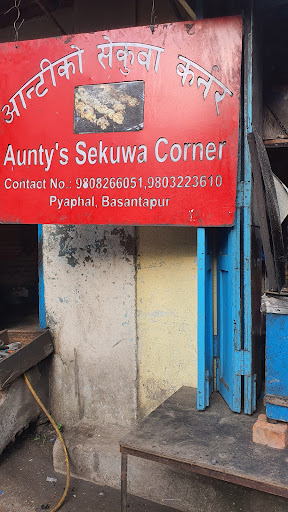 आन्टीको सेकुवा कर्नर
Aunty's Sekuwa Corner
Contact No.: 9808266051,9803223610
Pyaphal, Basantapur